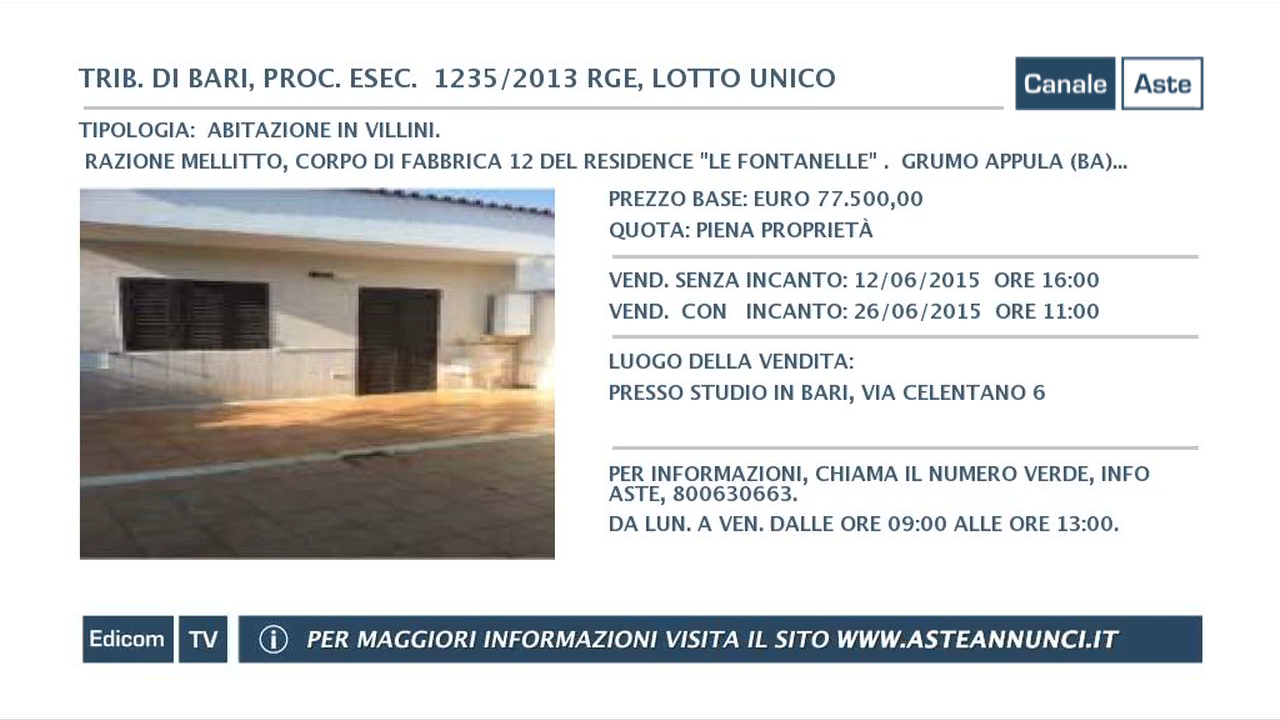 TRIB. DI BARI, PROC. ESEC. 1235/2013 RGE, LOTTO UNICO
Canale Aste
TIPOLOGIA: ABITAZIONE IN VILLINI.
RAZIONE MELLITTO, CORPO DI FABBRICA 12 DEL RESIDENCE "LE FONTANELLE" . GRUMO APPULA (BA)...
PREZZO BASE: EURO 77.500,00
QUOTA: PIENA PROPRIETÀ
VEND. SENZA INCANTO: 12/06/2015 ORE 16:00
VEND. CON INCANTO: 26/06/2015 ORE 11:00
LUOGO DELLA VENDITA:
PRESSO STUDIO IN BARI, VIA CELENTANO 6
PER INFORMAZIONI, CHIAMA IL NUMERO VERDE, INFO
ASTE, 800630663.
DA LUN. A VEN. DALLE ORE 09:00 ALLE ORE 13:00.
Edicom TV
PER MAGGIORI INFORMAZIONI VISITA IL SITO WWW.ASTEANNUNCI.IT